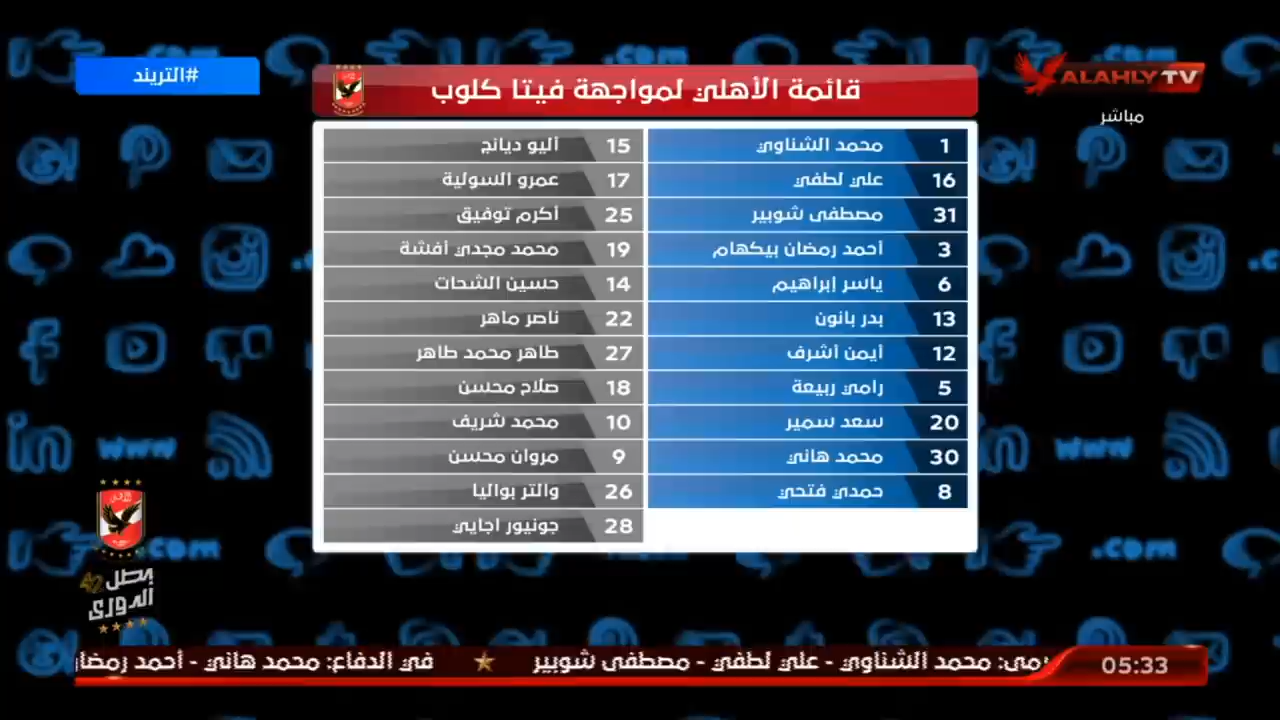 #التريند
ALAHLY TV
مباشر
قائمة الأهلي لمواجهة فيتا كلوب
1 محمد الشناوي
16 علي لطفي
31 مصطفى شوبير
3 أحمد رمضان بيكهام
6 ياسر إبراهيم
13 بدر بانون
12 أيمن أشرف
5 رامي ربيعة
20 سعد سمير
30 محمد هاني
8 حمدي فتحي
15 أليو ديانج
17 عمرو السولية
25 أكرم توفيق
19 محمد مجدي أفشة
14 حسين الشحات
22 ناصر ماهر
27 طاهر محمد طاهر
18 صلاح محسن
10 محمد شريف
9 مروان محسن
26 والتر بواليا
28 جونيور اجايي
بطل 42
الدوري
رمى: محمد الشناوي - علي لطفي - مصطفى شوبير ★ في الدفاع: محمد هاني - أحمد رمضا
05:33